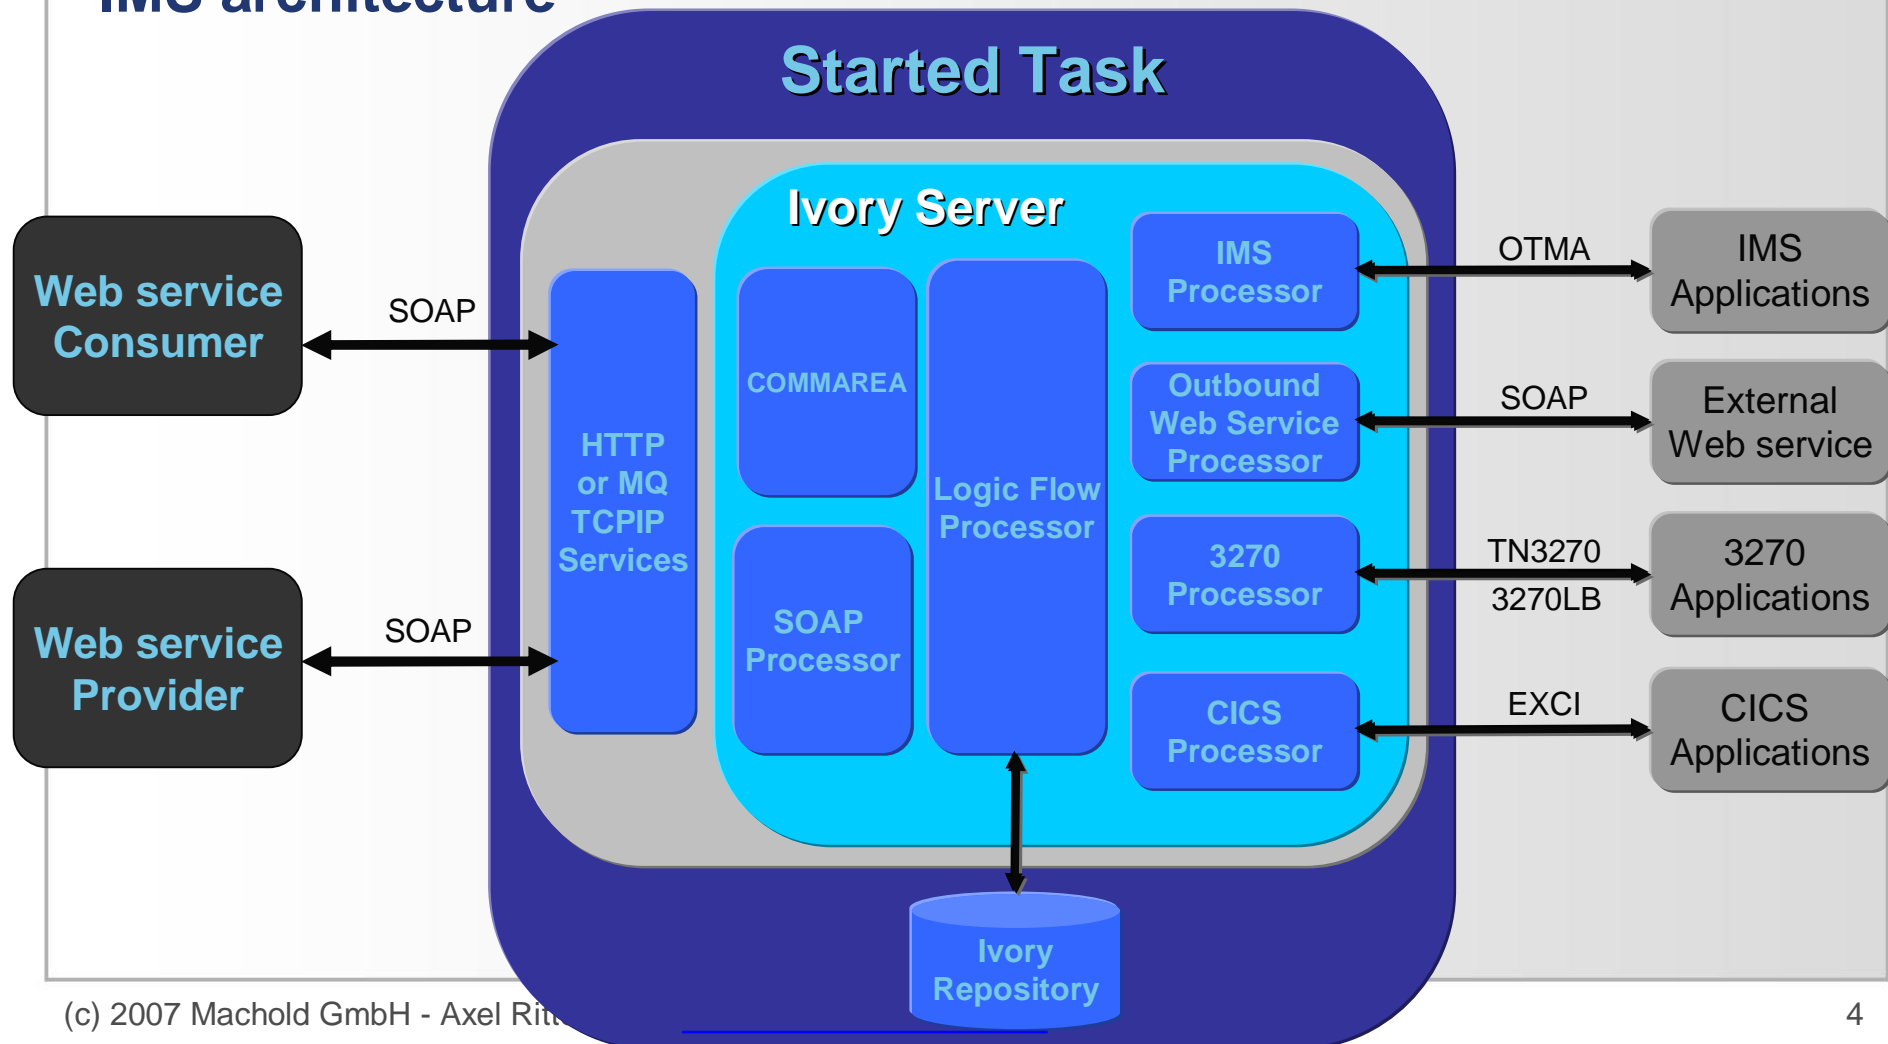 IMS architecture
Started Task
Ivory Server
Web service
Consumer
SOAP
Web service
Provider
SOAP
HTTP
or MQ
TCPIP
Services
COMMAREA
SOAP
Processor
Logic Flow
Processor
IMS
Processor
Outbound
Web Service
Processor
3270
Processor
CICS
Processor
OTMA
IMS
Applications
SOAP
External
Web service
TN3270
3270LB
3270
Applications
EXCI
CICS
Applications
Ivory
Repository
(c) 2007 Machold GmbH - Axel
4